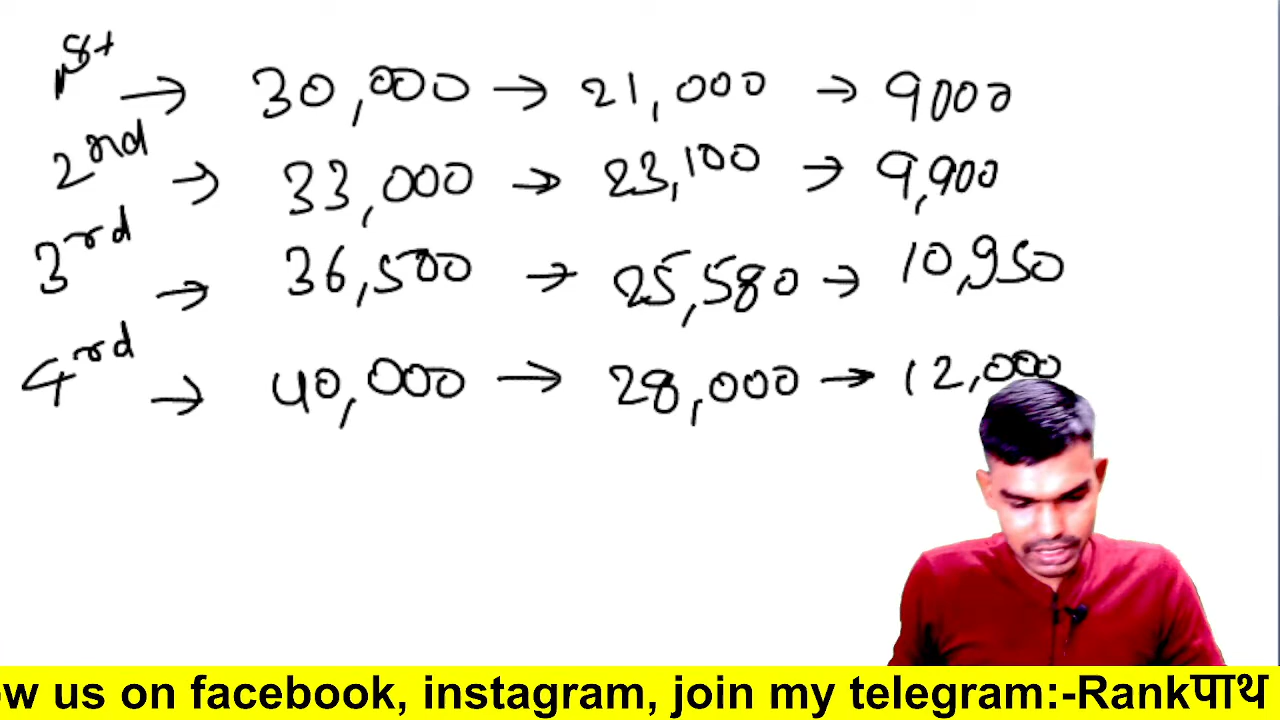 1st → 30,000 → 21,000 → 9000
2nd → 33,000 → 23,100 → 9,900
3rd → 36,500 → 25,580 → 10,950
4rd → 40,000 → 28,000 → 12,000
ow us on facebook, instagram, join my telegram:-Rankपाथ